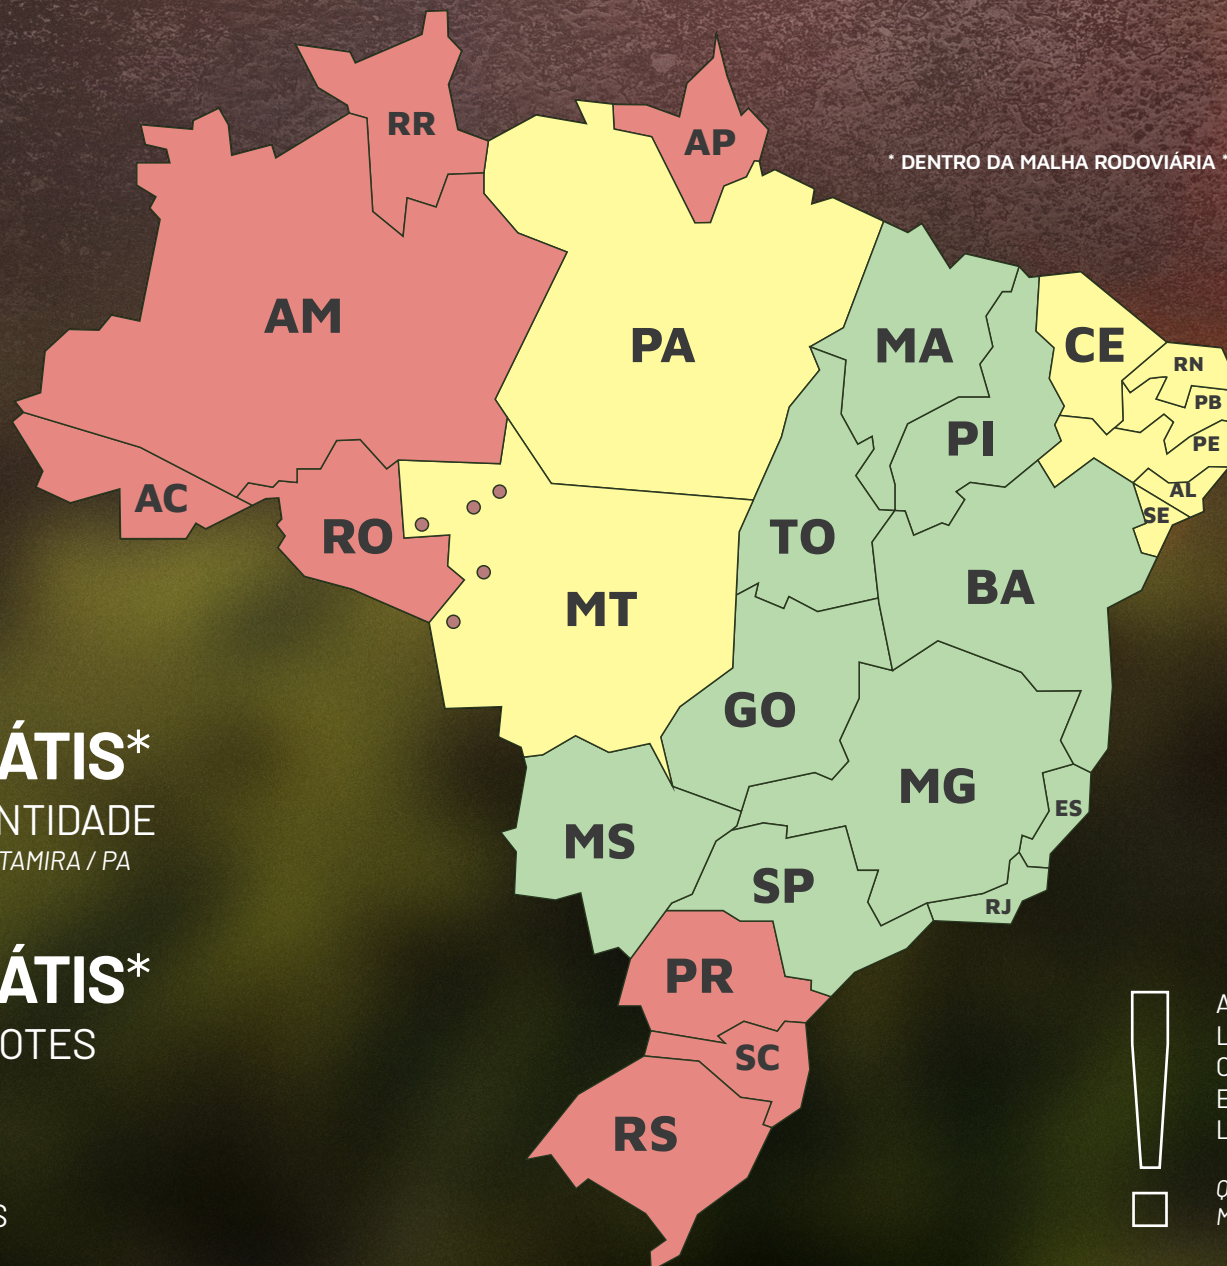 RR
AP
* DENTRO DA MALHA RODOVIÁRIA *
AM
PA
MA
CE
RN
PB
PI
PE
AC
AL
SE
RO
TO
BA
MT
GO
ÁTIS*
MG
NTIDADE
ES
MS
TAMIRA / PA
SP
RJ
ÁTIS*
PR
OTES
SC
RS
S
A
L
C
E
L
Q
M